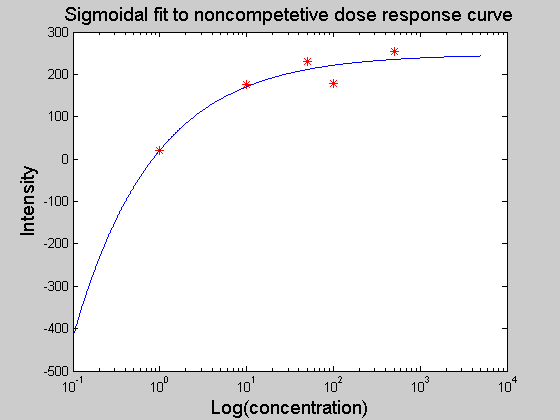 Sigmoidal fit to noncompetetive dose response curve
300
200
100
0
-100
-200
-300
-400
-500
Intensity
10^-1 10^0 10^1 10^2 10^3 10^4
Log(concentration)